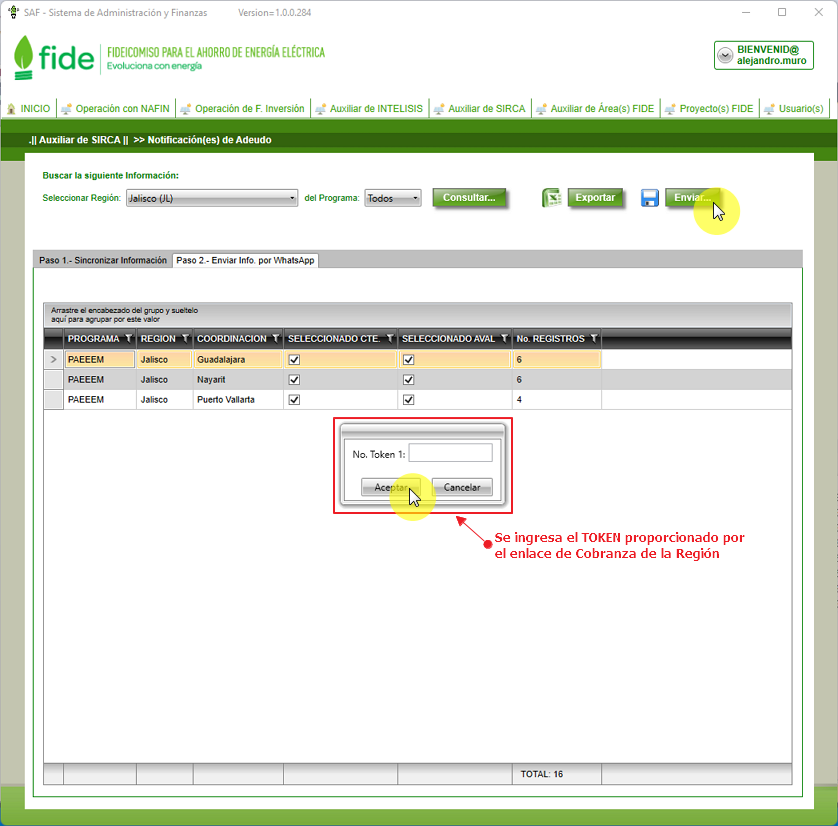 SAF - Sistema de Administración y Finanzas Version=1.0.0.284
fide
FIDEICOMISO PARA EL AHORRO DE ENERGÍA ELÉCTRICA
Evoluciona con energía
BIENVENID@
alejandro.muro
INICIO Operación con NAFIN Operación de F. Inversión Auxiliar de INTELISIS Auxiliar de SIRCA Auxiliar de Área(s) FIDE Proyecto(s) FIDE Usuario(s)
.|| Auxiliar de SIRCA || >> Notificación(es) de Adeudo
Buscar la siguiente Información:
Seleccionar Región: Jalisco (JL) del Programa: Todos Consultar... Exportar Enviar...
Paso 1.- Sincronizar Información Paso 2.- Enviar Info. por WhatsApp
Arrastre el encabezado del grupo y sueltelo
aquí para agrupar por este valor
PROGRAMA REGION COORDINACION SELECCIONADO CTE. SELECCIONADO AVAL No. REGISTROS
PAEEEM Jalisco Guadalajara 6
PAEEEM Jalisco Nayarit 6
PAEEEM Jalisco Puerto Vallarta 4
No. Token 1:
Aceptar Cancelar
Se ingresa el TOKEN proporcionado por
el enlace de Cobranza de la Región
TOTAL: 16